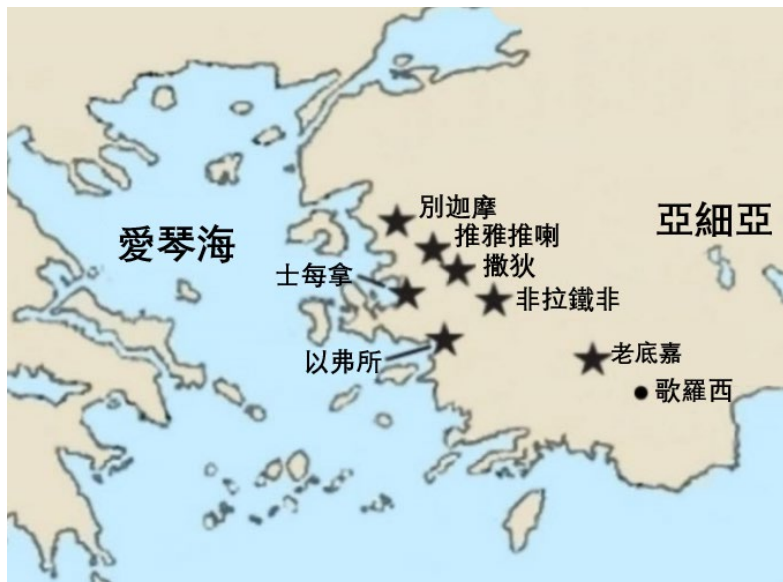 別迦摩
亞細亞
愛琴海
推雅推喇
撒狄
士每拿
非拉鐵非
以弗所
老底嘉
歌羅西